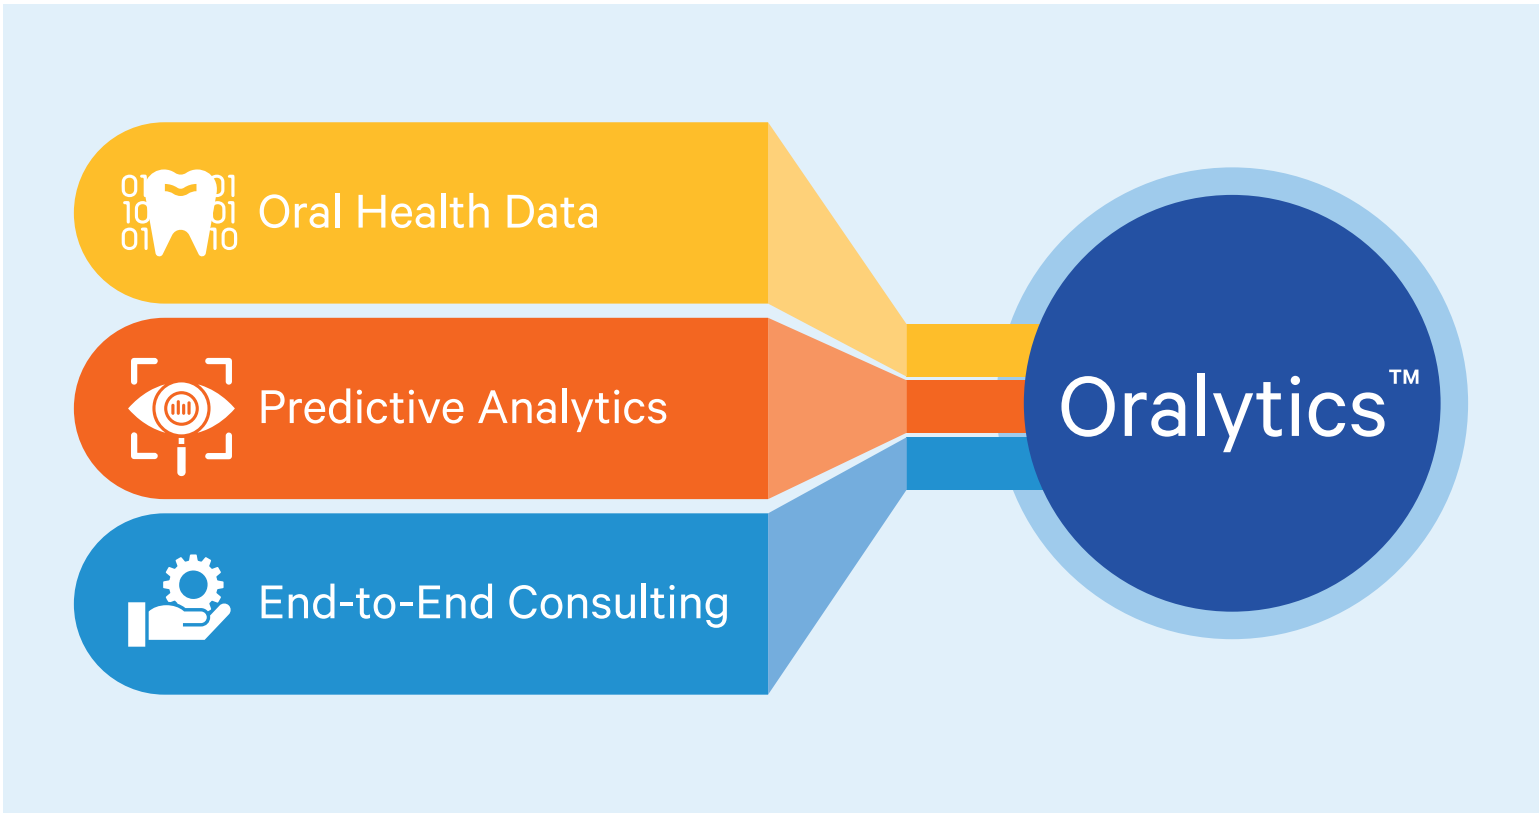 Oral Health Data
Predictive Analytics
End-to-End Consulting
Oralytics™